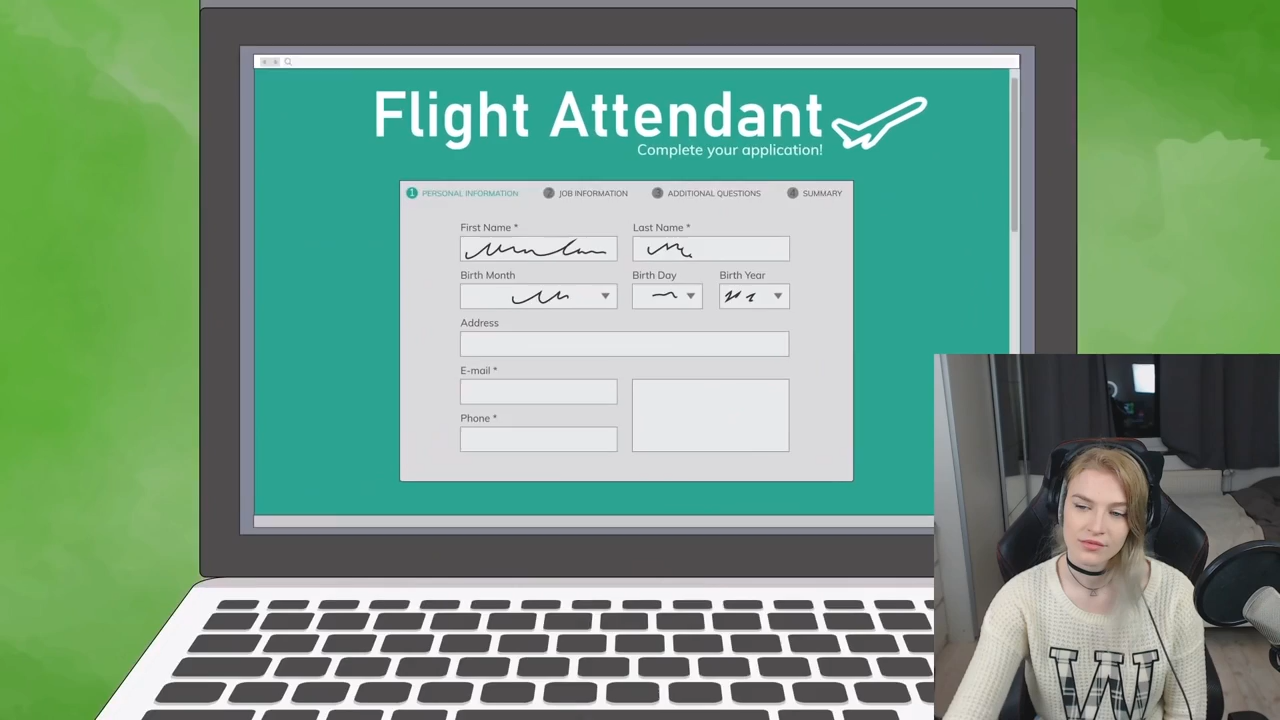 Flight Attendant
Complete your application!
1 PERSONAL INFORMATION 2 JOB INFORMATION 3 ADDITIONAL QUESTIONS 4 SUMMARY
First Name * Last Name *
Birth Month Birth Day Birth Year
Address
E-mail *
Phone *
W